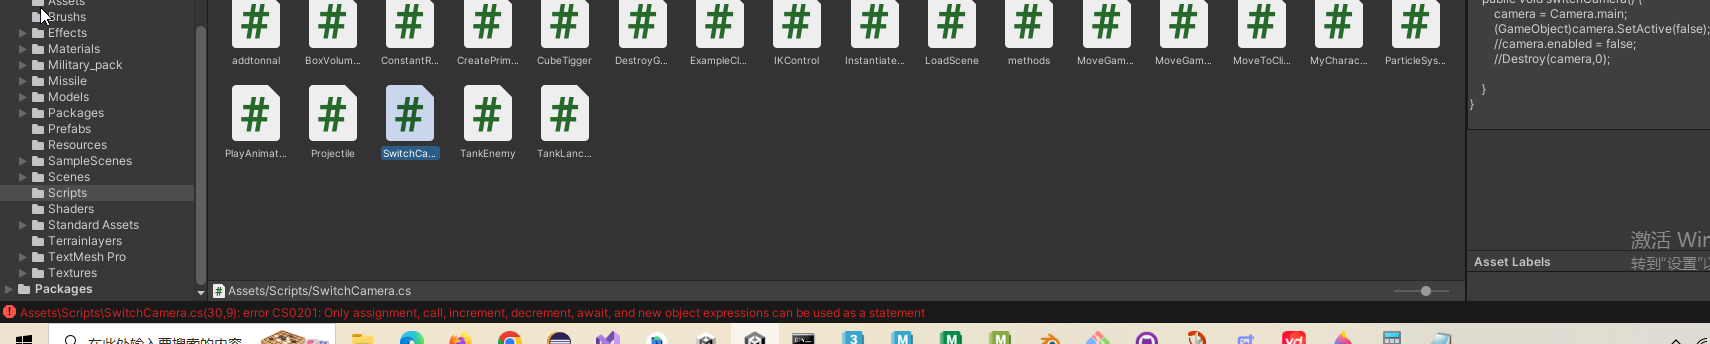 Assets
Brushs
Effects
Materials
Military_pack
Missile
Models
Packages
Prefabs
Resources
SampleScenes
Scenes
Scripts
Shaders
Standard Assets
Terrainlayers
TextMesh Pro
Textures
Packages
addtonnal
BoxVolum...
ConstantR...
CreatePrim...
CubeTigger
DestroyG...
ExampleCl...
IKControl
Instantiate...
LoadScene
methods
MoveGam...
MoveGam...
MoveToCli...
MyCharac...
ParticleSys...
PlayAnimat...
Projectile
SwitchCa...
TankEnemy
TankLanc...
Assets/Scripts/SwitchCamera.cs
public void switchCamera() {
camera = Camera.main;
(GameObject)camera.SetActive(false);
//camera.enabled = false;
//Destroy(camera,0);
}
}
激活 Win
Asset Labels
转到“设置”以
Assets\Scripts\SwitchCamera.cs(30,9): error CS0201: Only assignment, call, increment, decrement, await, and new object expressions can be used as a statement
在此处输入要搜索的内容